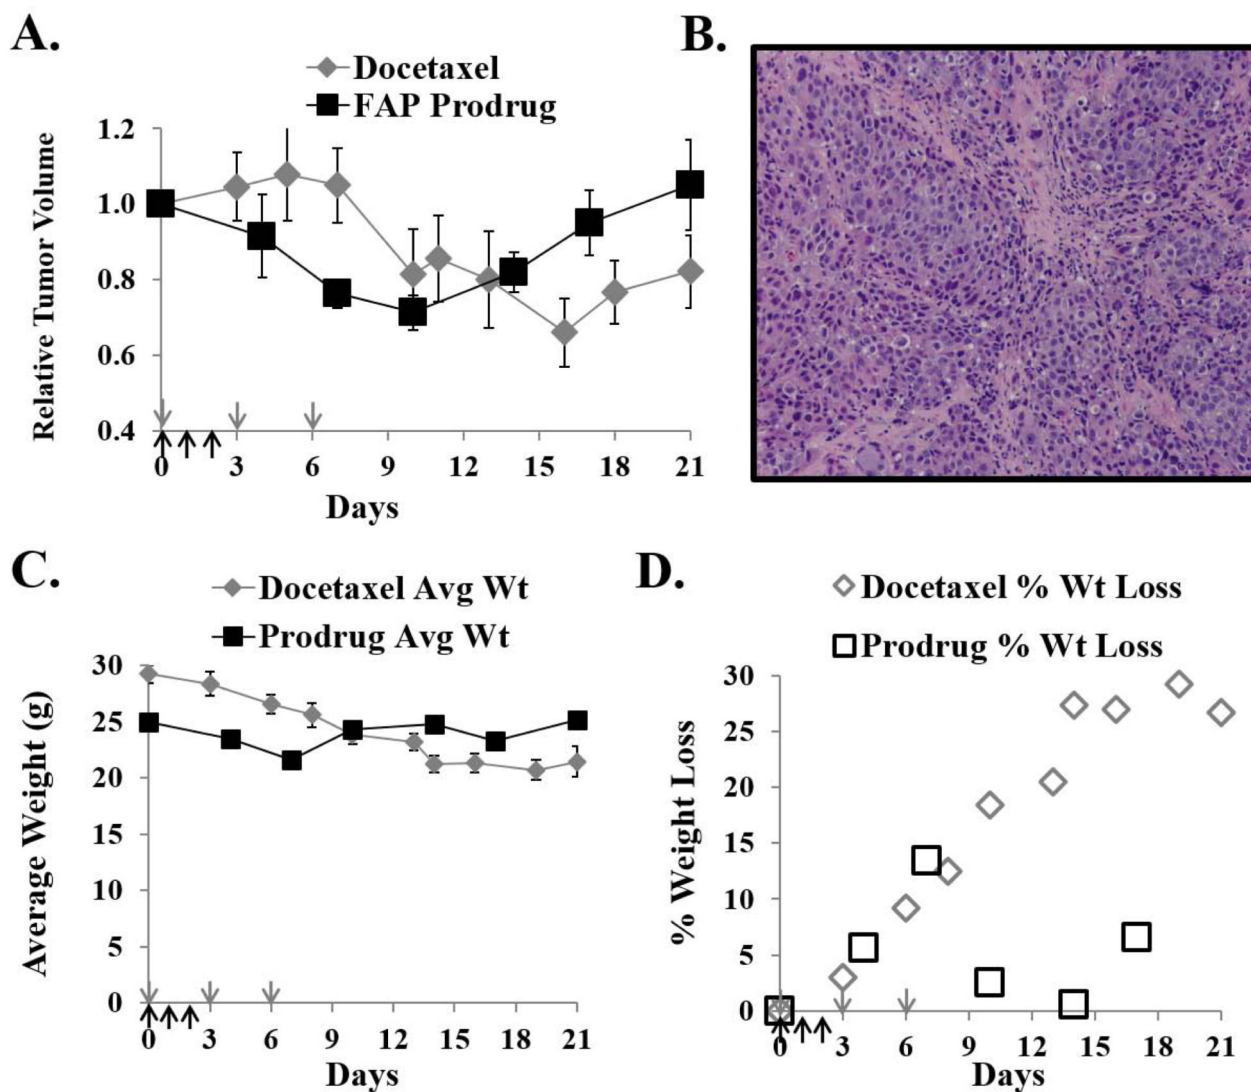 A.
Docetaxel
FAP Prodrug
Relative Tumor Volume
1.2
1.0
0.8
0.6
0.4
0 3 6 9 12 15 18 21
Days
B.
C.
Docetaxel Avg Wt
Prodrug Avg Wt
Average Weight (g)
30
25
20
15
10
5
0
0 3 6 9 12 15 18 21
Days
D.
Docetaxel % Wt Loss
Prodrug % Wt Loss
% Weight Loss
30
25
20
15
10
5
0
0 3 6 9 12 15 18 21
Days